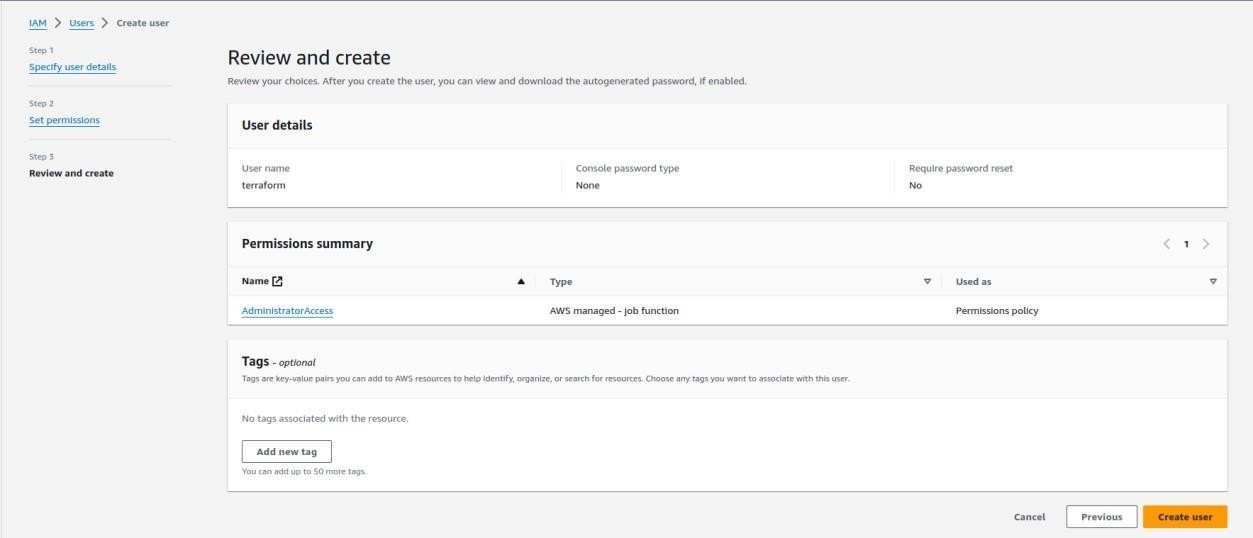 IAM > Users > Create user
Step 1
Specify user details
Step 2
Set permissions
Step 3
Review and create
Review and create
Review your choices. After you create the user, you can view and download the autogenerated password, if enabled.
User details
User name
terraform
Console password type
None
Require password reset
No
Permissions summary
1
Name Type Used as
AdministratorAccess AWS managed - job function Permissions policy
Tags - optional
Tags are key-value pairs you can add to AWS resources to help identify, organize, or search for resources. Choose any tags you want to associate with this user.
No tags associated with the resource.
Add new tag
You can add up to 50 more tags.
Cancel Previous Create user